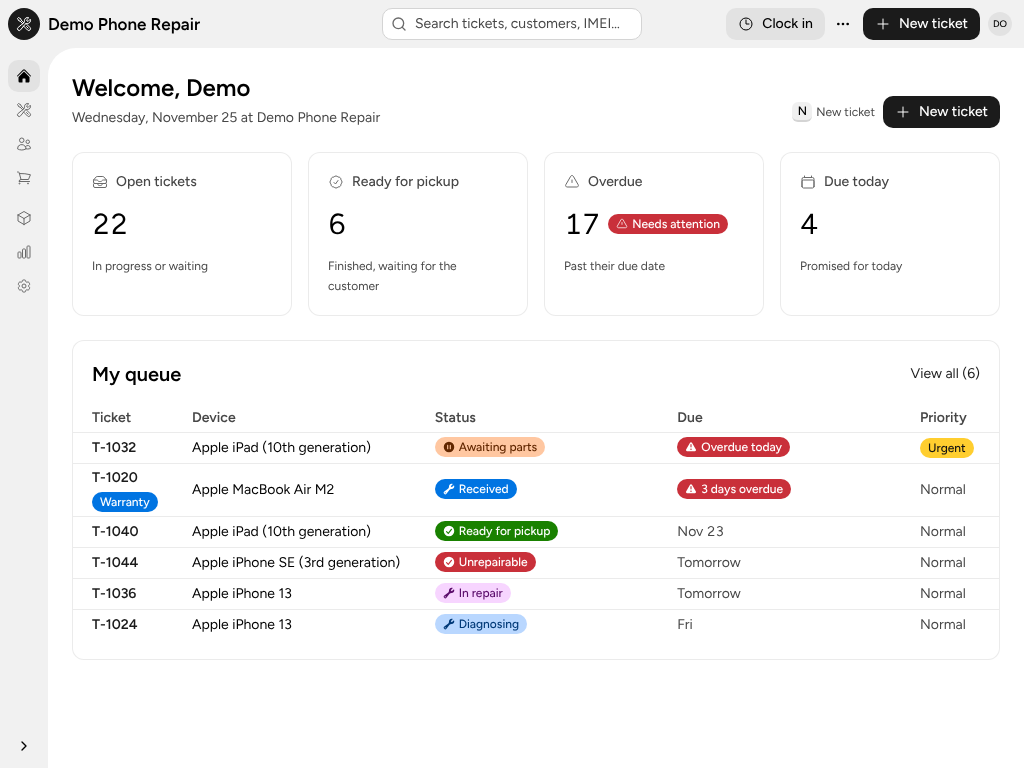 Demo Phone Repair
Search tickets, customers, IMEI...
Clock in
New ticket
DO
Welcome, Demo
Wednesday, November 25 at Demo Phone Repair
N New ticket
New ticket
Open tickets
22
In progress or waiting
Ready for pickup
6
Finished, waiting for the
customer
Overdue
17 Needs attention
Past their due date
Due today
4
Promised for today
My queue
View all (6)
Ticket Device Status Due Priority
T-1032 Apple iPad (10th generation) Awaiting parts Overdue today Urgent
T-1020
Warranty
Apple MacBook Air M2 Received 3 days overdue Normal
T-1040 Apple iPad (10th generation) Ready for pickup Nov 23 Normal
T-1044 Apple iPhone SE (3rd generation) Unrepairable Tomorrow Normal
T-1036 Apple iPhone 13 In repair Tomorrow Normal
T-1024 Apple iPhone 13 Diagnosing Fri Normal